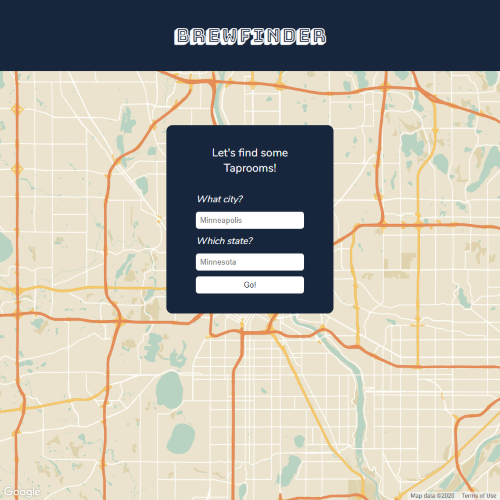 BREWFINDER
Let's find some
Taprooms!
What city?
Minneapolis
Which state?
Minnesota
Go!
Google
Map data ©2020 Terms of Use